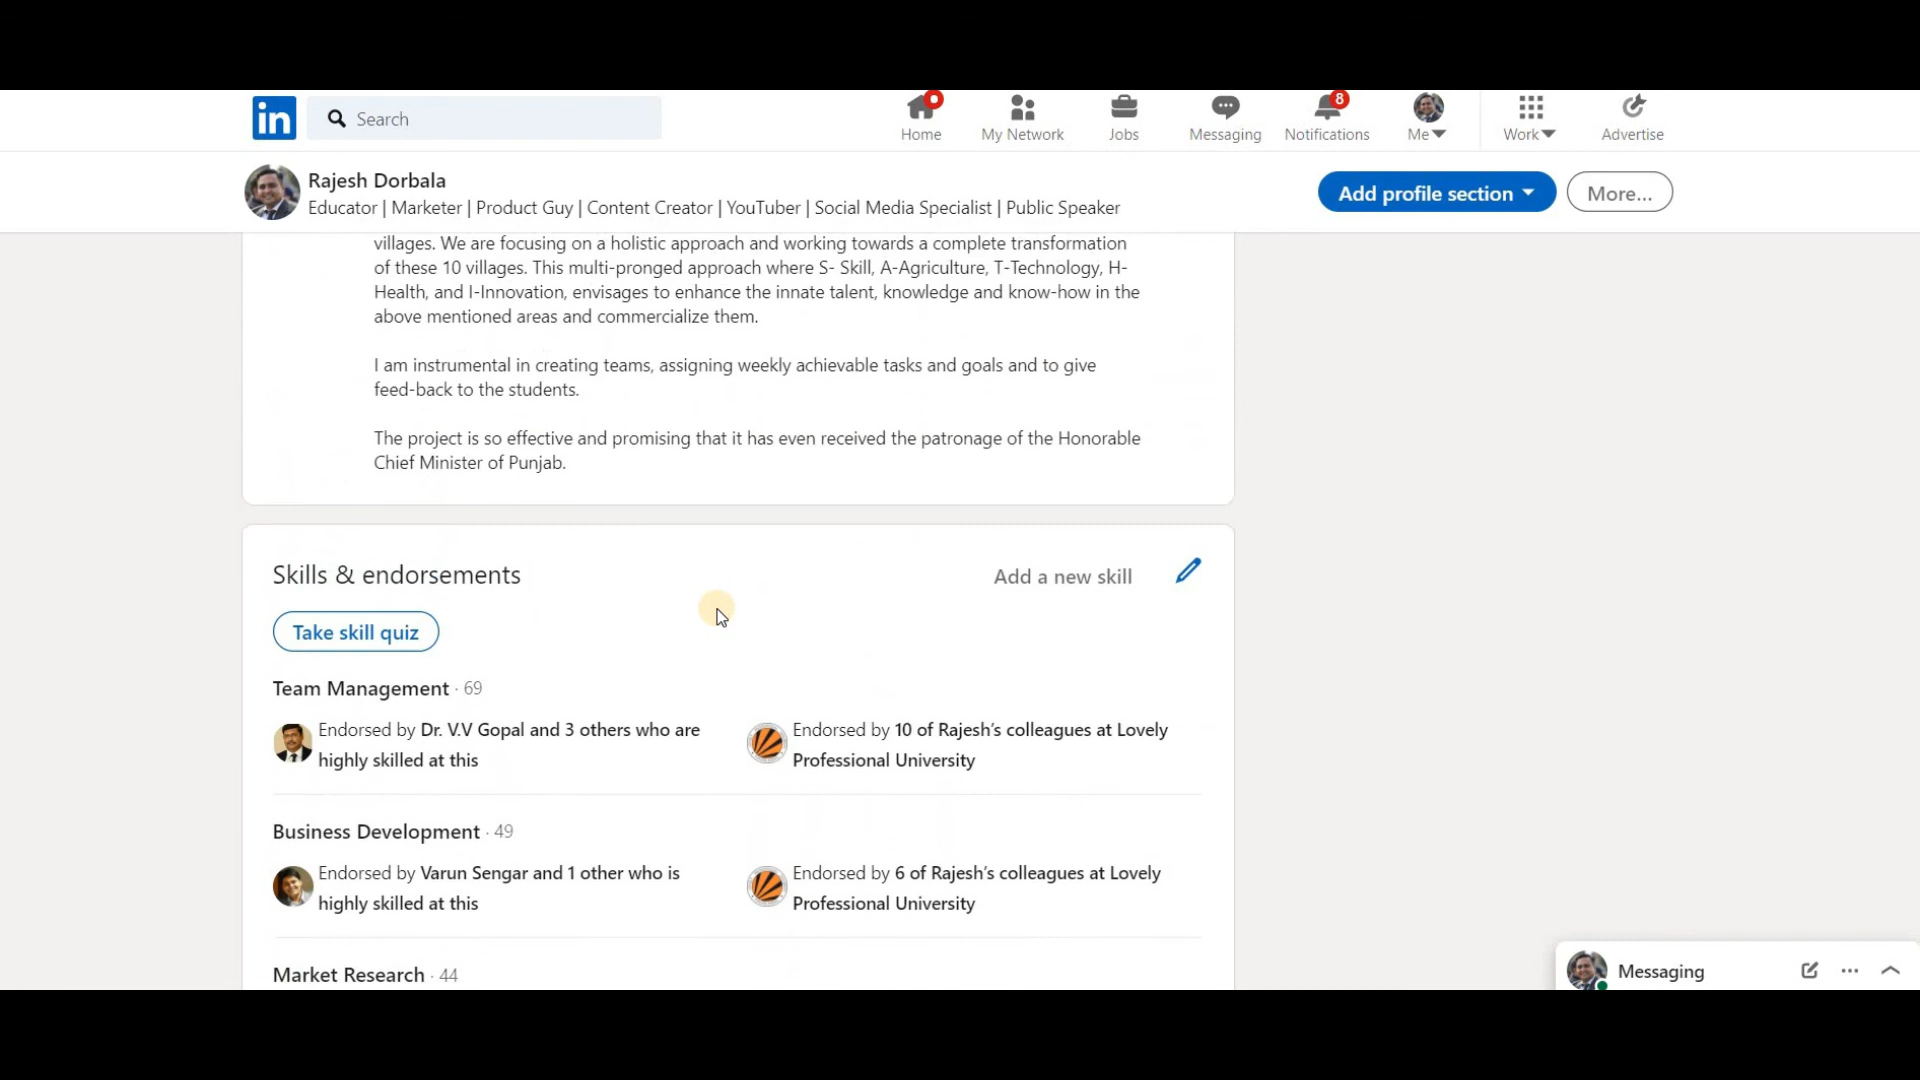 in
Search
Home
My Network
Jobs
Messaging
8
Notifications
Me
Work
Advertise
Rajesh Dorbala
Educator | Marketer | Product Guy | Content Creator | YouTuber | Social Media Specialist | Public Speaker
Add profile section
More...
villages. We are focusing on a holistic approach and working towards a complete transformation
of these 10 villages. This multi-pronged approach where S- Skill, A-Agriculture, T-Technology, H-
Health, and I-Innovation, envisages to enhance the innate talent, knowledge and know-how in the
above mentioned areas and commercialize them.
I am instrumental in creating teams, assigning weekly achievable tasks and goals and to give
feed-back to the students.
The project is so effective and promising that it has even received the patronage of the Honorable
Chief Minister of Punjab.
Skills & endorsements
Add a new skill
Take skill quiz
Team Management · 69
Endorsed by Dr. V.V Gopal and 3 others who are
highly skilled at this
Endorsed by 10 of Rajesh's colleagues at Lovely
Professional University
Business Development · 49
Endorsed by Varun Sengar and 1 other who is
highly skilled at this
Endorsed by 6 of Rajesh's colleagues at Lovely
Professional University
Market Research · 44
Messaging